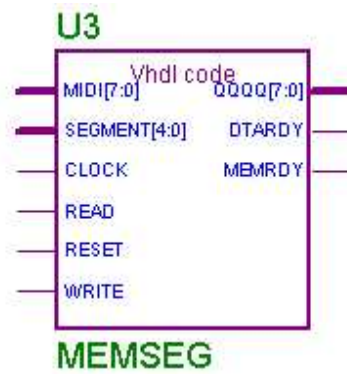 U3
Vhdl code
MIDI[7:0] QQQQ[7:0]
SEGMENT[4:0] DTARDY
CLOCK MEMRDY
READ
RESET
WRITE
MEMSEG